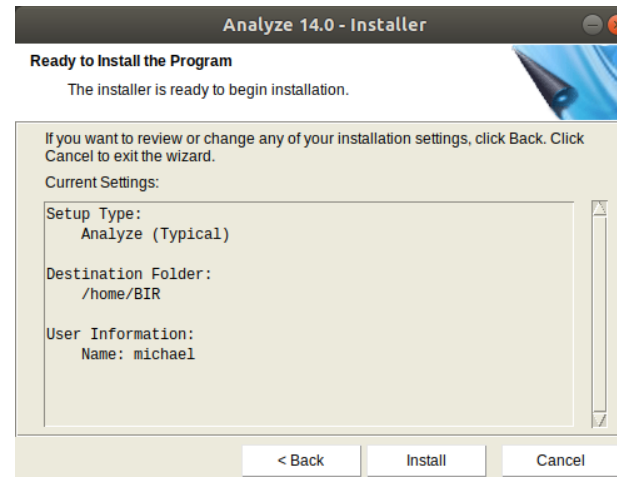 Analyze 14.0 - Installer
Ready to Install the Program
The installer is ready to begin installation.
If you want to review or change any of your installation settings, click Back. Click
Cancel to exit the wizard.
Current Settings:
Setup Type:
Analyze (Typical)
Destination Folder:
/home/BIR
User Information:
Name: michael
< Back
Install
Cancel